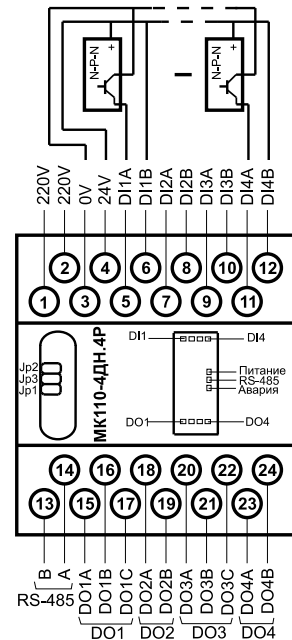 +
+
N-P-N
N-P-N
220V
220V
0V
24V
DI1A
DI1B
DI2A
DI2B
DI3A
DI3B
DI4A
DI4B
2 4 6 8 10 12
1 3 5 7 9 11
DI1
DI4
Jp2
Jp3
Jp1
МК110-4ДН.4Р
Питание
RS-485
Авария
DO1
DO4
14 16 18 20 22 24
13 15 17 19 21 23
B
A
DO1A
DO1B
DO1C
DO2A
DO2B
DO3A
DO3B
DO3C
DO4A
DO4B
RS-485
DO1 DO2 DO3 DO4